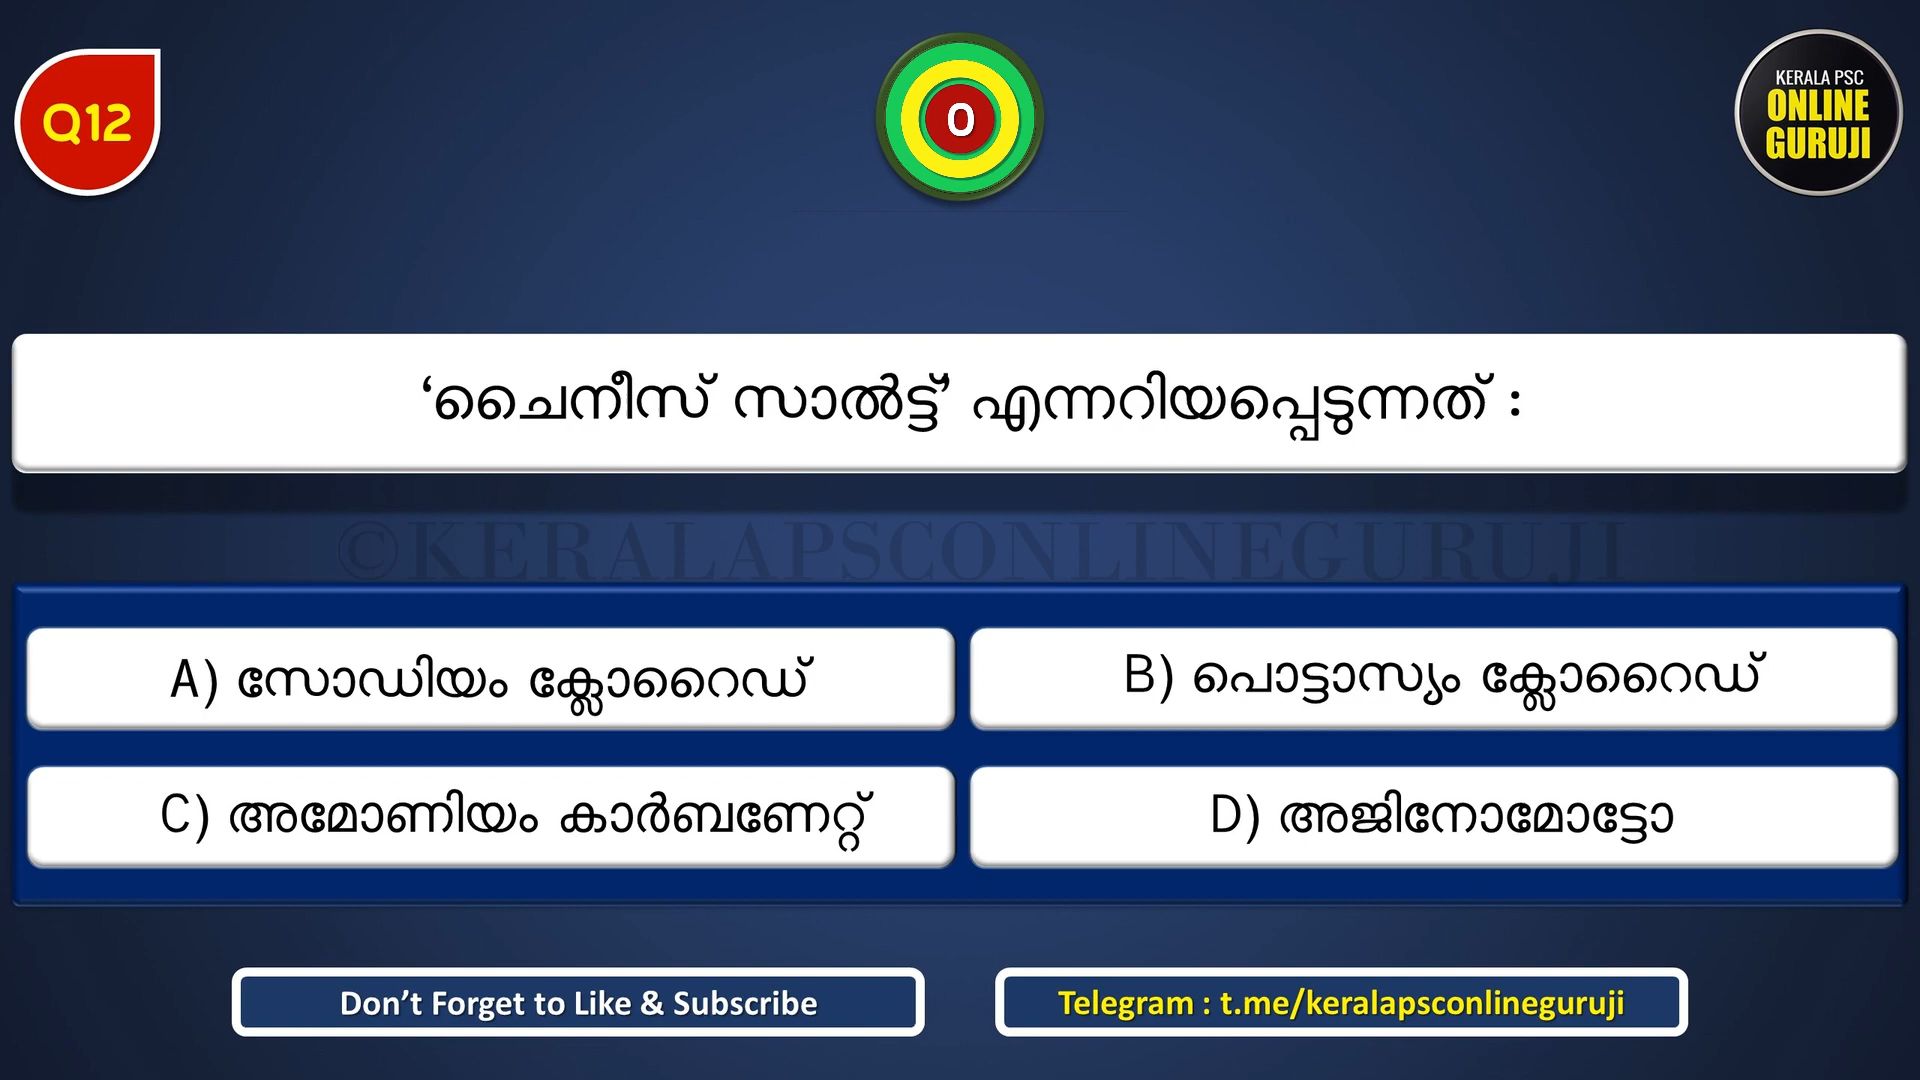 Q12
0
KERALA PSC
ONLINE
GURUJI
‘ചൈനീസ് സാൽട്ട്’ എന്നറിയപ്പെടുന്നത് :
©KERALAPSCONLINEGURUJI
A) സോഡിയം ക്ലോറൈഡ്
B) പൊട്ടാസ്യം ക്ലോറൈഡ്
C) അമോണിയം കാർബണേറ്റ്
D) അജിനോമോട്ടോ
Don’t Forget to Like & Subscribe
Telegram : t.me/keralapsconlineguruji